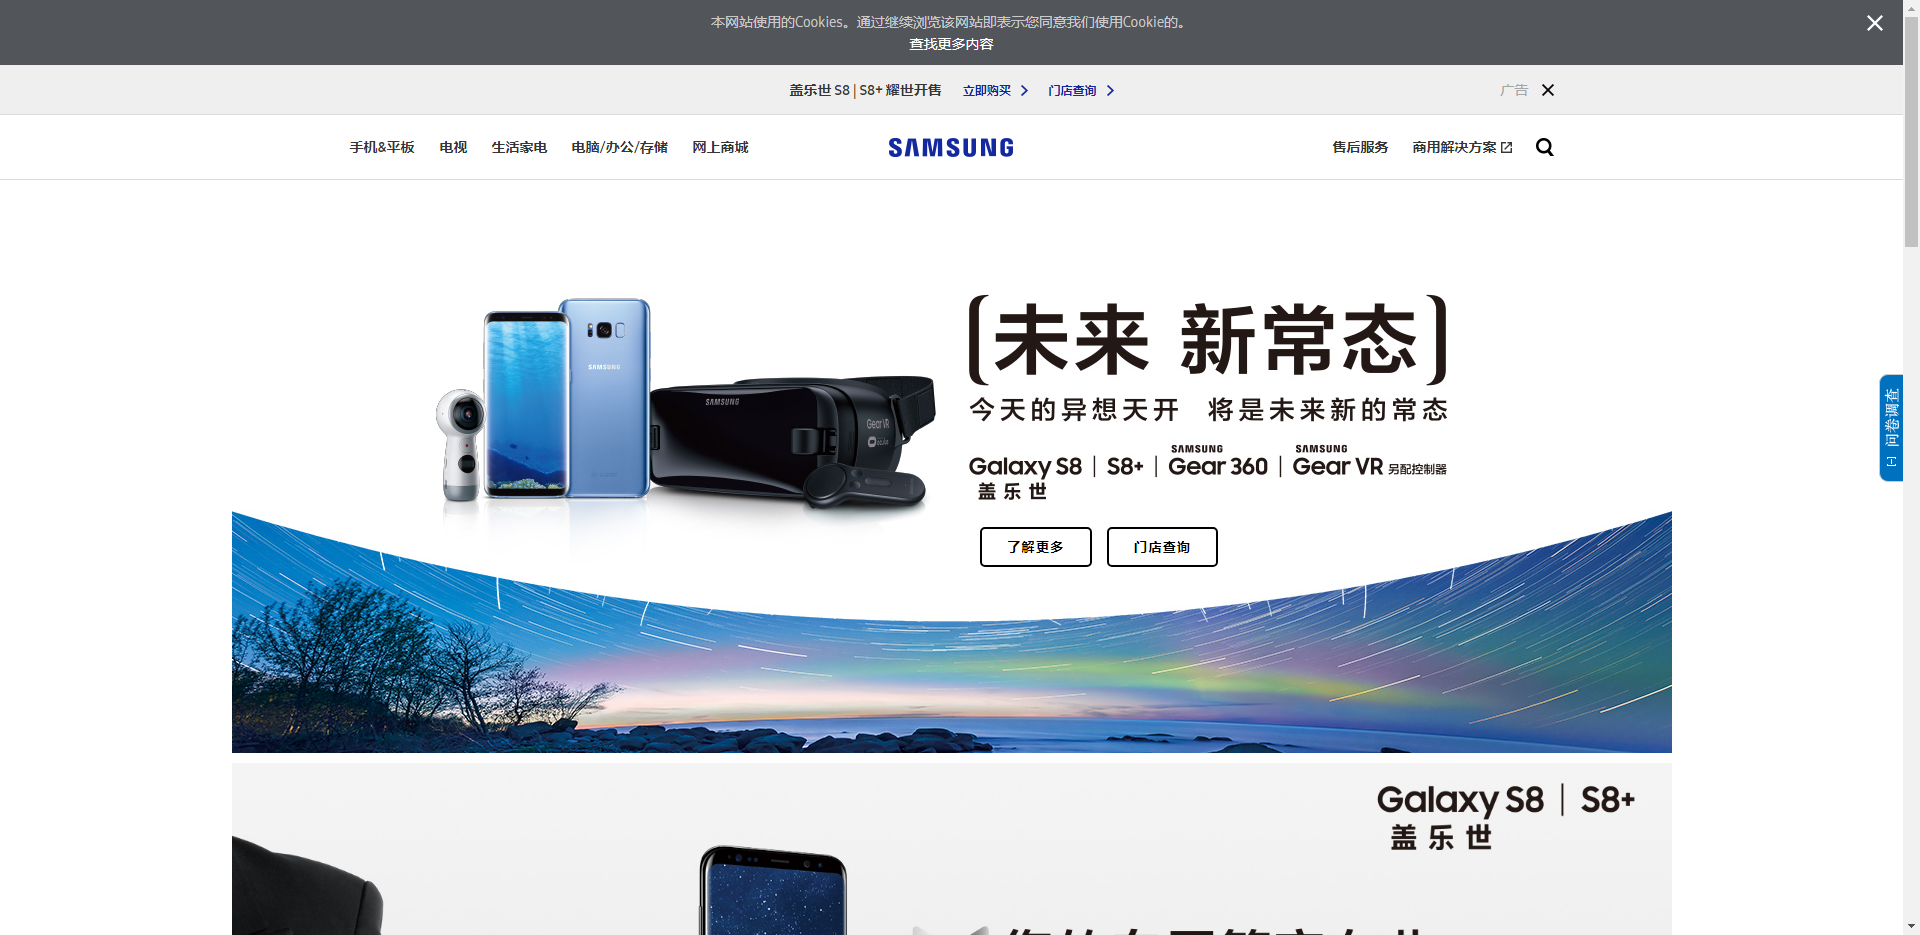 本网站使用的Cookies。通过继续浏览该网站即表示您同意我们使用Cookie的。
查找更多内容
盖乐世 S8 | S8+ 耀世开售 立即购买 门店查询 广告
手机&平板 电视 生活家电 电脑/办公/存储 网上商城 SAMSUNG 售后服务 商用解决方案
未来 新常态
今天的异想天开 将是未来新的常态
SAMSUNG SAMSUNG
Galaxy S8 | S8+ | Gear 360 | Gear VR 另配控制器
盖乐世
了解更多 门店查询
SAMSUNG
SAMSUNG
Gear VR
问卷调查
Galaxy S8 | S8+
盖乐世